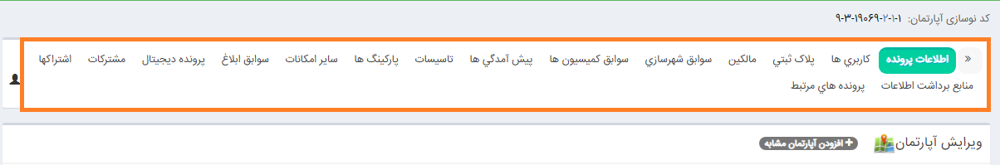 کد نوسازی آپارتمان: ۹-۳-۱۹۰۶۹-۲-۱-۱
» اطلاعات پرونده کاربري ها پلاک ثبتي مالکين سوابق شهرسازي سوابق کميسيون ها پيش آمدگي ها تاسيسات پارکينگ ها ساير امکانات سوابق ابلاغ پرونده ديجيتال مشترکات اشتراکها
منابع برداشت اطلاعات پرونده هاي مرتبط
ویرایش آپارتمان + افزودن آپارتمان مشابه